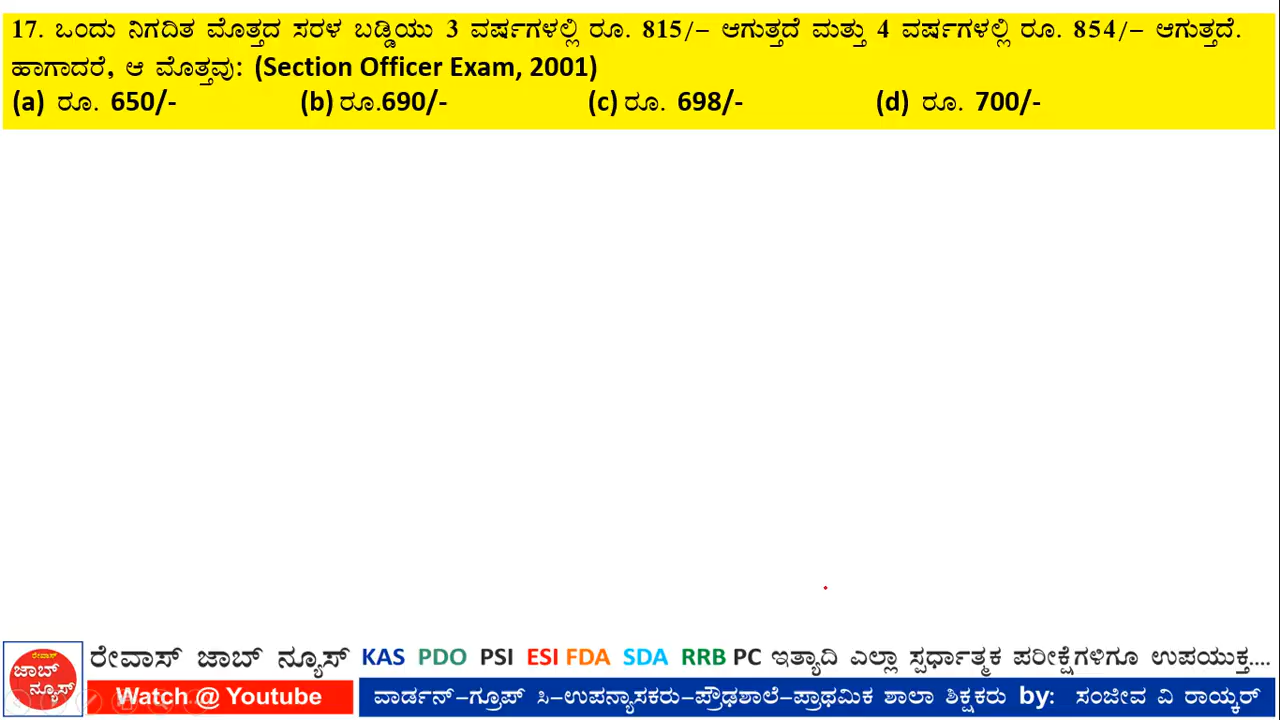 17. ಒಂದು ನಿಗದಿತ ಮೊತ್ತದ ಸರಳ ಬಡ್ಡಿಯು 3 ವರ್ಷಗಳಲ್ಲಿ ರೂ. 815/– ಆಗುತ್ತದೆ ಮತ್ತು 4 ವರ್ಷಗಳಲ್ಲಿ ರೂ. 854/– ಆಗುತ್ತದೆ.
ಹಾಗಾದರೆ, ಆ ಮೊತ್ತವು: (Section Officer Exam, 2001)
(a) ರೂ. 650/- (b) ರೂ.690/- (c) ರೂ. 698/- (d) ರೂ. 700/-
ರೇವಾಸ್
ಜಾಬ್
ನ್ಯೂಸ್
ರೇವಾಸ್ ಜಾಬ್ ನ್ಯೂಸ್ KAS PDO PSI ESI FDA SDA RRB PC ಇತ್ಯಾದಿ ಎಲ್ಲಾ ಸ್ಪರ್ಧಾತ್ಮಕ ಪರೀಕ್ಷೆಗಳಿಗೂ ಉಪಯುಕ್ತ....
Watch @ Youtube ವಾರ್ಡನ್–ಗ್ರೂಪ್ ಸಿ–ಉಪನ್ಯಾಸಕರು–ಪ್ರೌಢಶಾಲೆ–ಪ್ರಾಥಮಿಕ ಶಾಲಾ ಶಿಕ್ಷಕರು by: ಸಂಜೀವ ವಿ ರಾಯ್ಕರ್